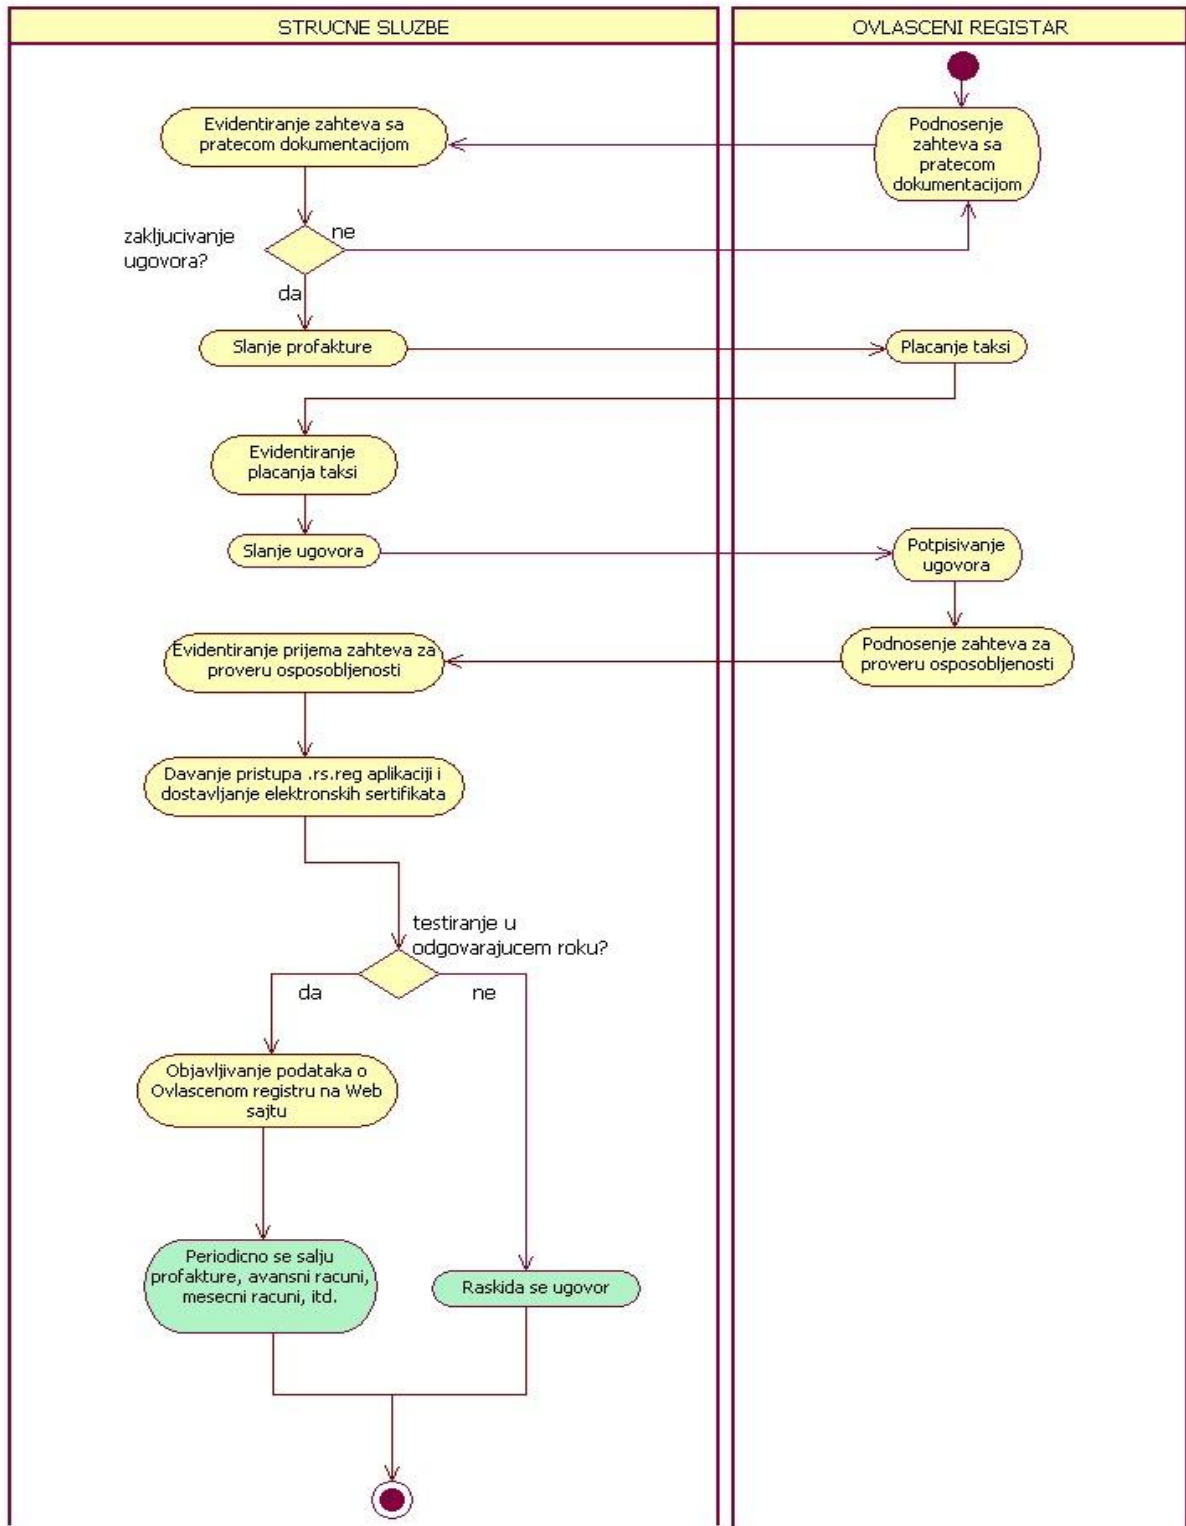 STRUCNE SLUZBE
OVLASCENI REGISTAR
Podnosenje
zahteva sa
pratecom
dokumentacijom
Evidentiranje zahteva sa
pratecom dokumentacijom
zakljucivanje
ugovora?
ne
da
Slanje profakture
Placanje taksi
Evidentiranje
placanja taksi
Slanje ugovora
Potpisivanje
ugovora
Podnosenje zahteva za
proveru osposobljenosti
Evidentiranje prijema zahteva za
proveru osposobljenosti
Davanje pristupa .rs.reg aplikaciji i
dostavljanje elektronskih sertifikata
testiranje u
odgovarajucem roku?
da
ne
Objavljivanje podataka o
Ovlascenom registru na Web
sajtu
Periodicno se salju
profakture, avansni racuni,
mesecni racuni, itd.
Raskida se ugovor